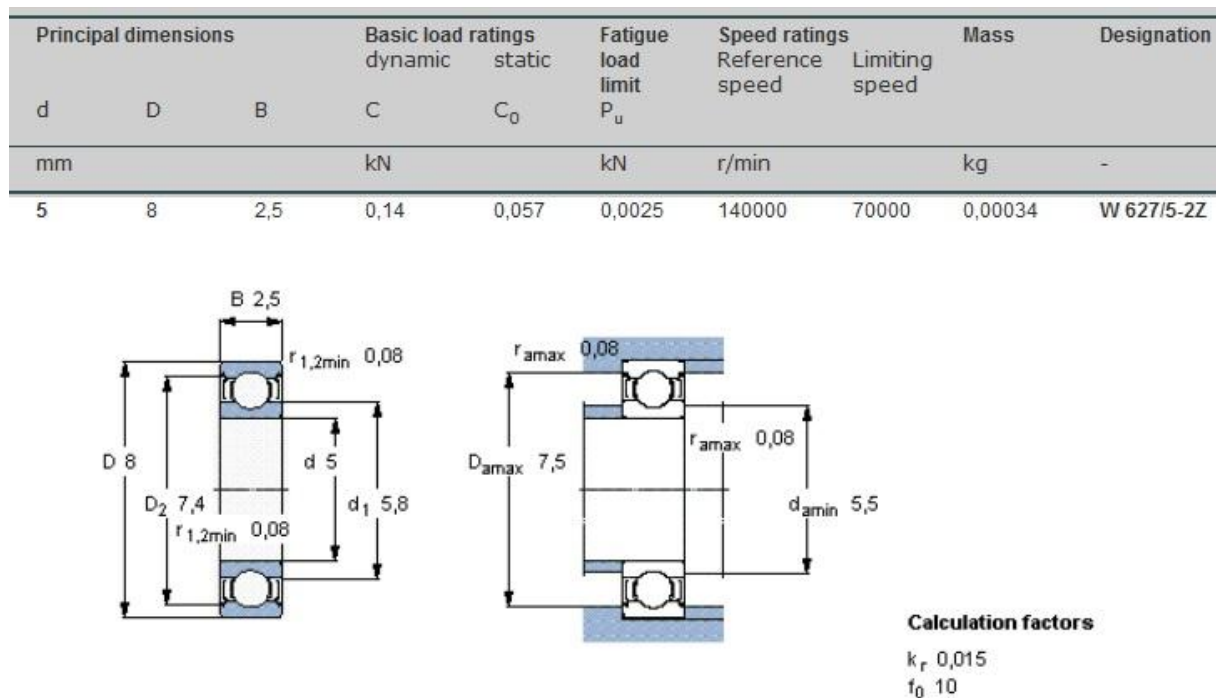 Principal dimensions Basic load ratings Fatigue Speed ratings Mass Designation
dynamic static load Reference Limiting
limit speed speed
d D B C C0 Pu
mm kN kN r/min kg -
5 8 2,5 0,14 0,057 0,0025 140000 70000 0,00034 W 627/5-2Z
B 2,5
r1,2min 0,08
D 8
D2 7,4
d 5
d1 5,8
r1,2min 0,08
ramax 0,08
Damax 7,5
ramax 0,08
damin 5,5
Calculation factors
kr 0,015
f0 10